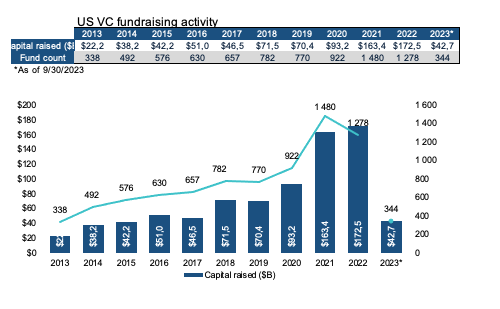 US VC fundraising activity
2013 2014 2015 2016 2017 2018 2019 2020 2021 2022 2023*
apital raised ($ $22,2 $38,2 $42,2 $51,0 $46,5 $71,5 $70,4 $93,2 $163,4 $172,5 $42,7
Fund count 338 492 576 630 657 782 770 922 1 480 1 278 344
*As of 9/30/2023
$200 1 600
$180 1 400
$160 1 200
$140 1 000
$120 800
$100 600
$80 400
$60 200
$40 0
$20
$0
338 492 576 630 657 782 770 922 1 480 1 278 344
$2 $38,2 $42,2 $51,0 $46,5 $71,5 $70,4 $93,2 $163,4 $172,5 $42,7
2013 2014 2015 2016 2017 2018 2019 2020 2021 2022 2023*
Capital raised ($B)